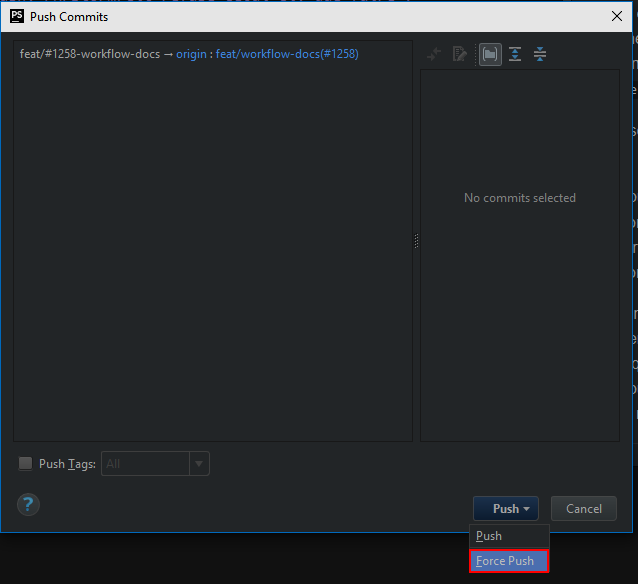 PS Push Commits
feat/#1258-workflow-docs → origin : feat/workflow-docs(#1258)
No commits selected
Push Tags: All
?
Push Cancel
Push
Force Push